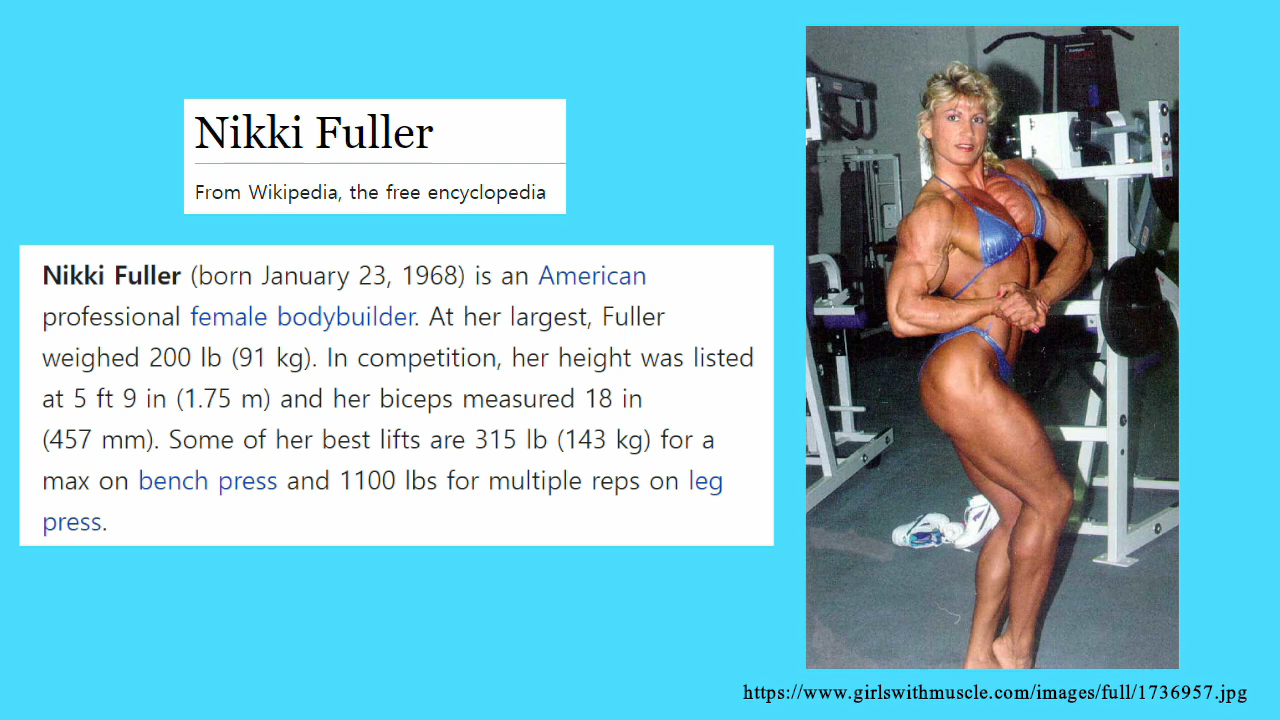 Nikki Fuller
From Wikipedia, the free encyclopedia
Nikki Fuller (born January 23, 1968) is an American
professional female bodybuilder. At her largest, Fuller
weighed 200 lb (91 kg). In competition, her height was listed
at 5 ft 9 in (1.75 m) and her biceps measured 18 in
(457 mm). Some of her best lifts are 315 lb (143 kg) for a
max on bench press and 1100 lbs for multiple reps on leg
press.
https://www.girlswithmuscle.com/images/full/1736957.jpg